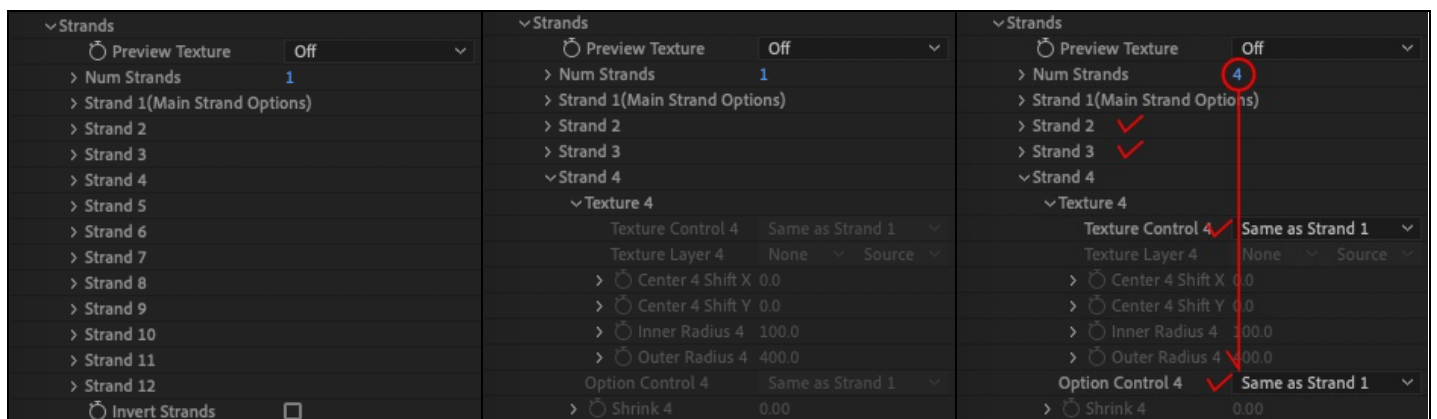 Strands
Preview Texture Off
Num Strands 1
Strand 1(Main Strand Options)
Strand 2
Strand 3
Strand 4
Strand 5
Strand 6
Strand 7
Strand 8
Strand 9
Strand 10
Strand 11
Strand 12
Invert Strands
Strands
Preview Texture Off
Num Strands 1
Strand 1(Main Strand Options)
Strand 2
Strand 3
Strand 4
Texture 4
Texture Control 4 Same as Strand 1
Texture Layer 4 None Source
Center 4 Shift X 0.0
Center 4 Shift Y 0.0
Inner Radius 4 100.0
Outer Radius 4 400.0
Option Control 4 Same as Strand 1
Shrink 4 0.00
Strands
Preview Texture Off
Num Strands 4
Strand 1(Main Strand Options)
Strand 2
Strand 3
Strand 4
Texture 4
Texture Control 4 Same as Strand 1
Texture Layer 4 None Source
Center 4 Shift X 0.0
Center 4 Shift Y 0.0
Inner Radius 4 100.0
Outer Radius 4 400.0
Option Control 4 Same as Strand 1
Shrink 4 0.00